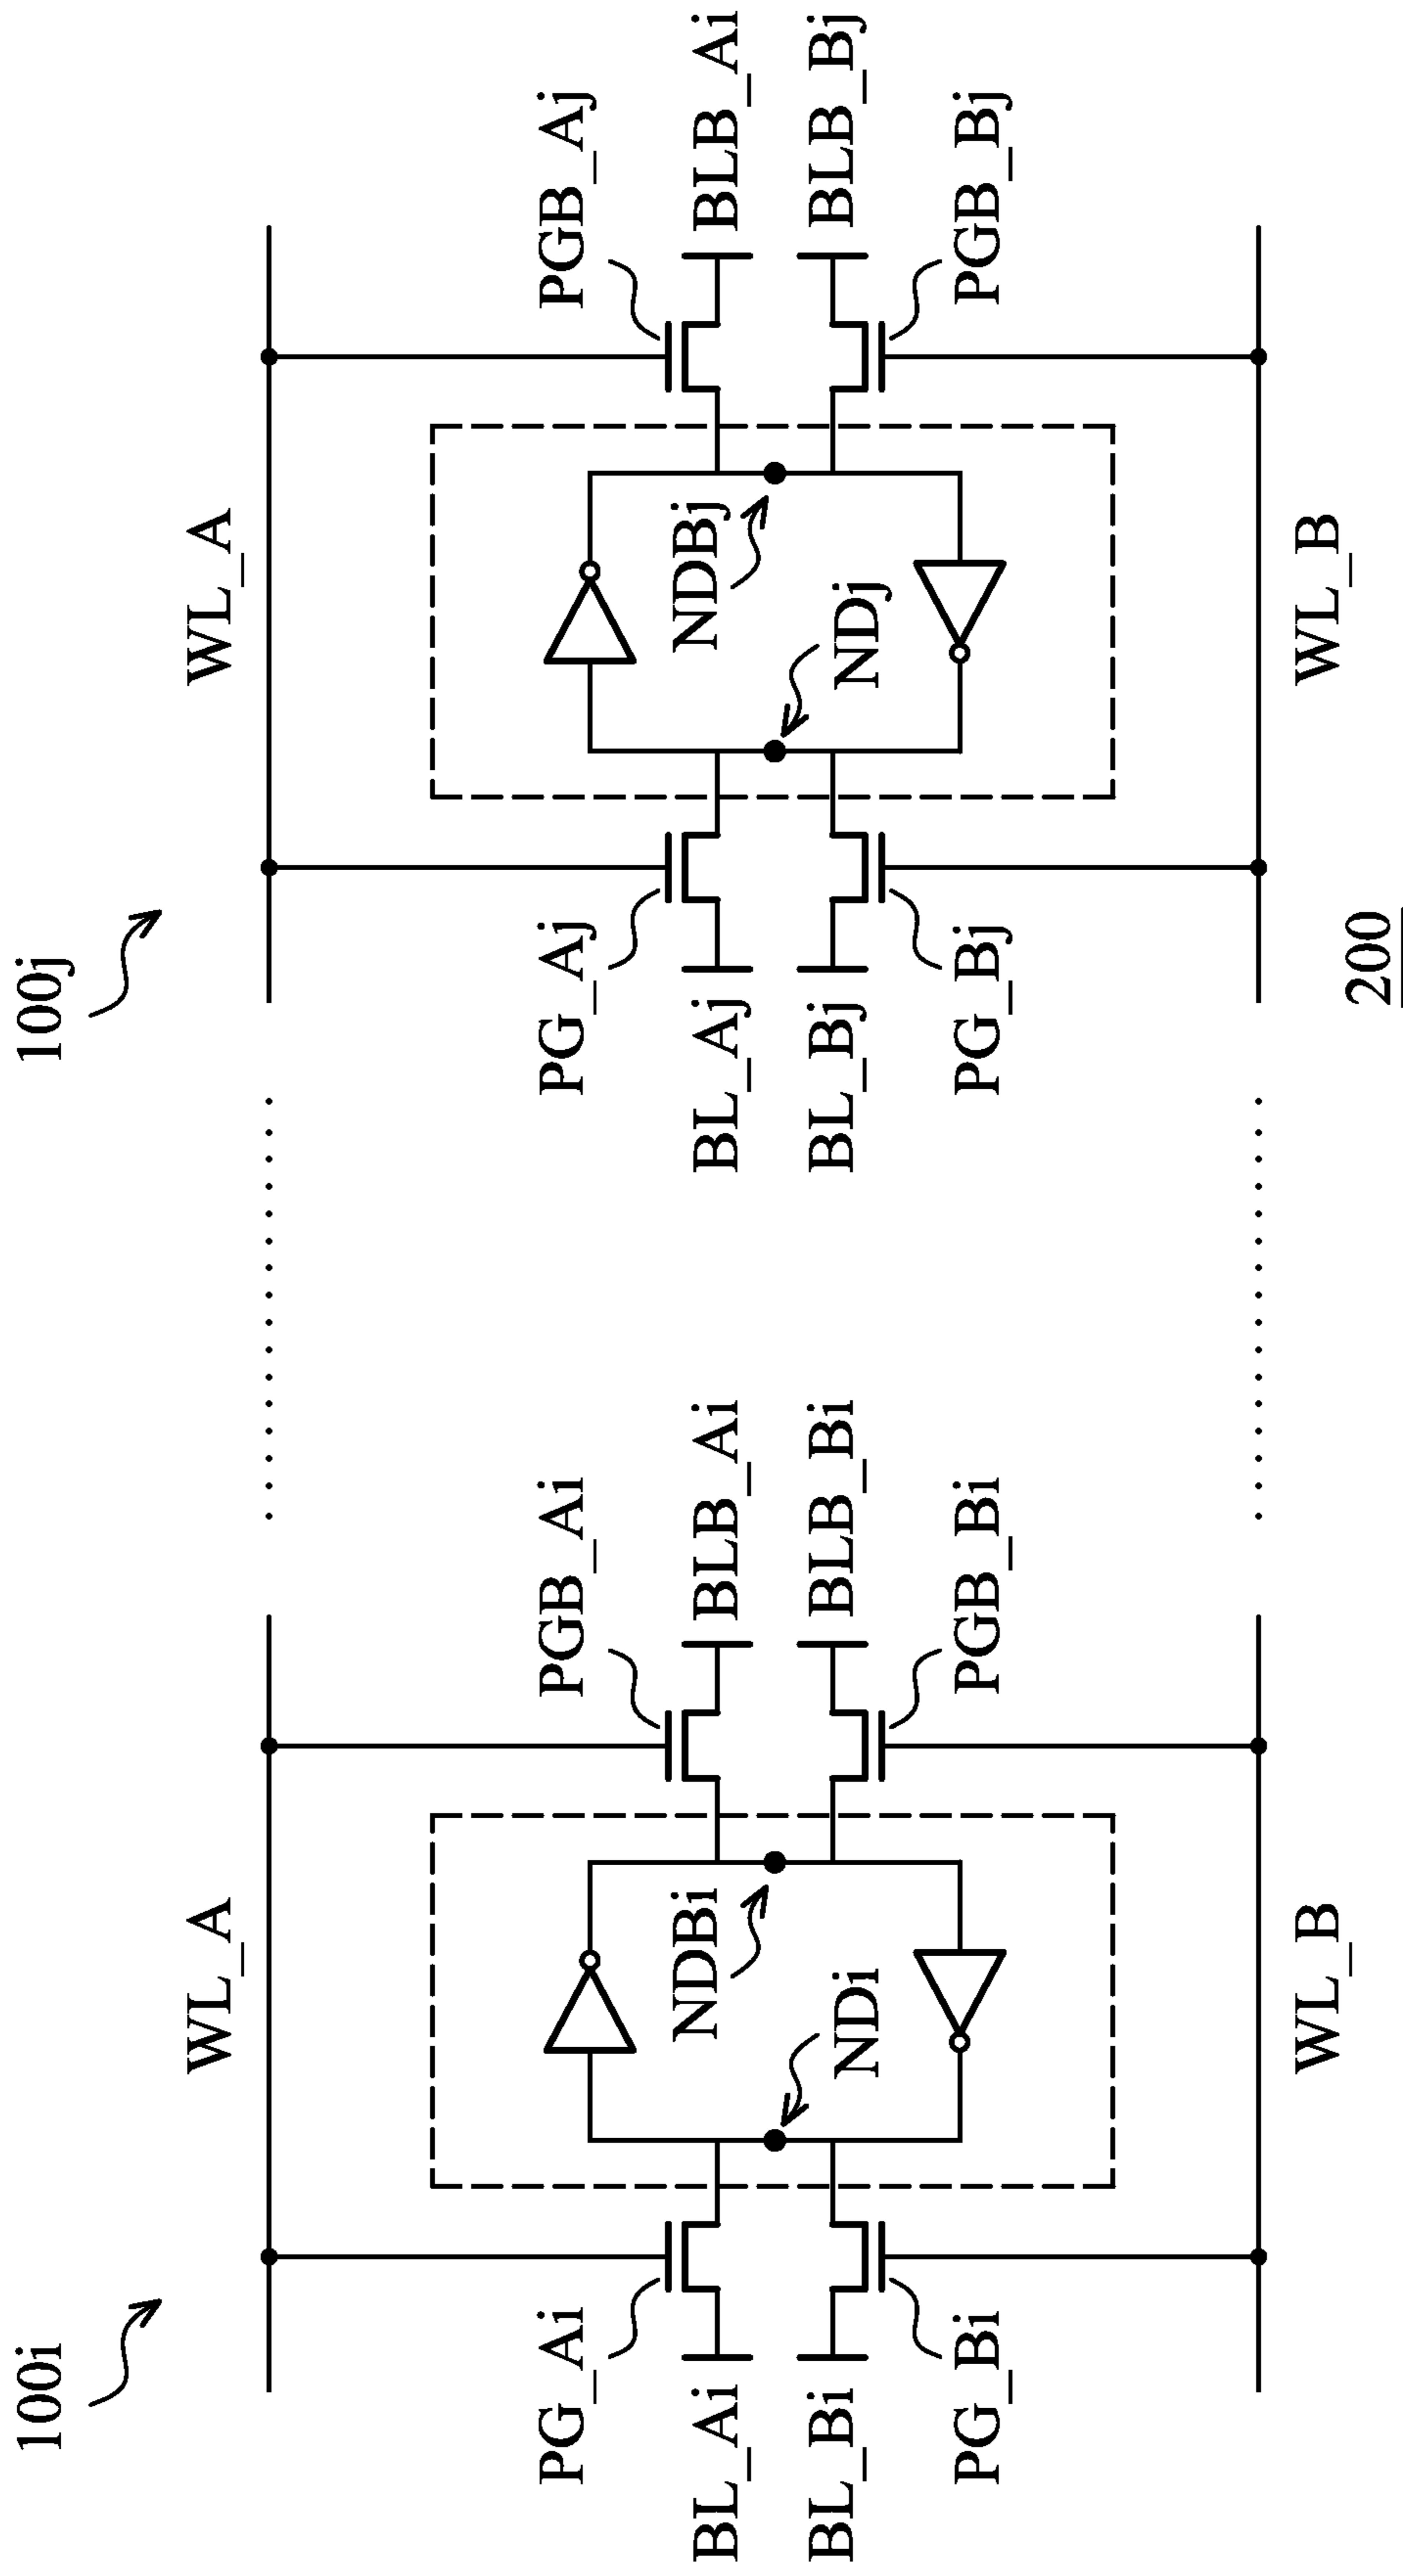 100i
100j
WL_A
WL_A
PG_Ai
PGB_Ai
PG_Aj
PGB_Aj
BL_Ai
NDBi
BLB_Ai
BL_Aj
NDBj
BLB_Ai
BL_Bi
NDi
BLB_Bi
BL_Bj
NDj
BLB_Bj
PG_Bi
PGB_Bi
PG_Bj
PGB_Bj
WL_B
WL_B
200